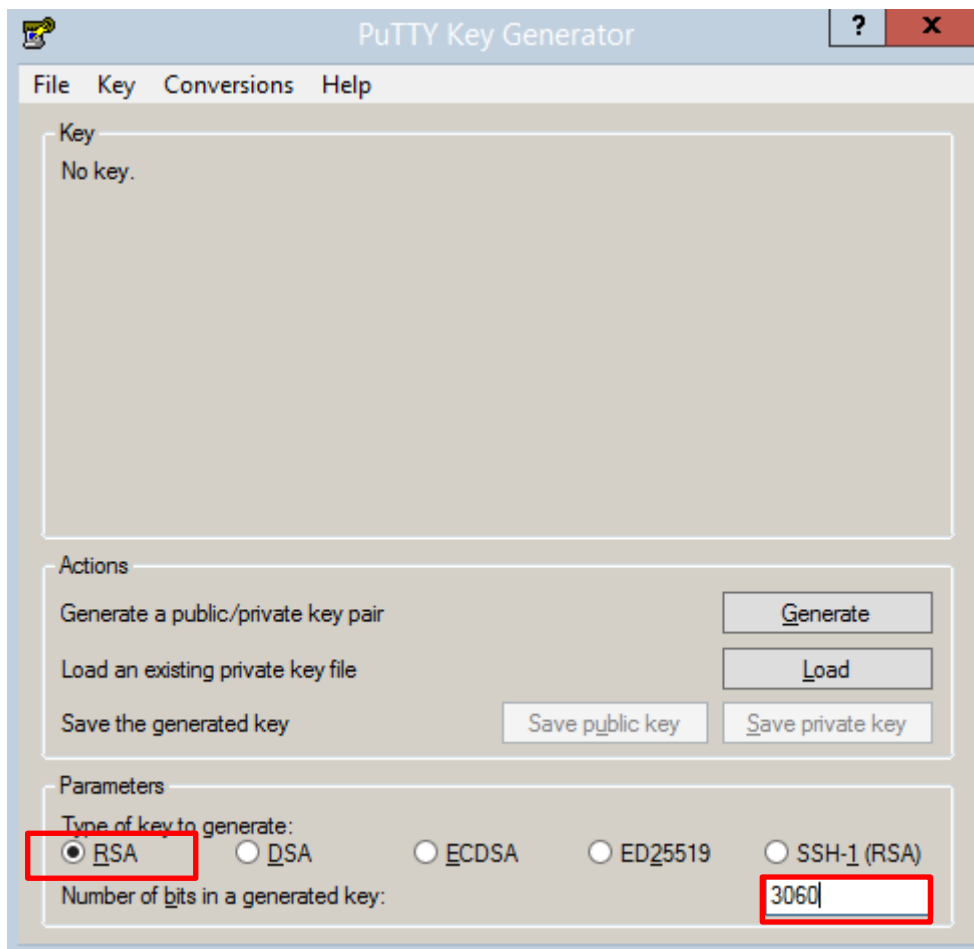 PuTTY Key Generator ? x
File Key Conversions Help
Key
No key.
Actions
Generate a public/private key pair Generate
Load an existing private key file Load
Save the generated key Save public key Save private key
Parameters
Type of key to generate:
RSA DSA ECDSA ED25519 SSH-1 (RSA)
Number of bits in a generated key: 3060